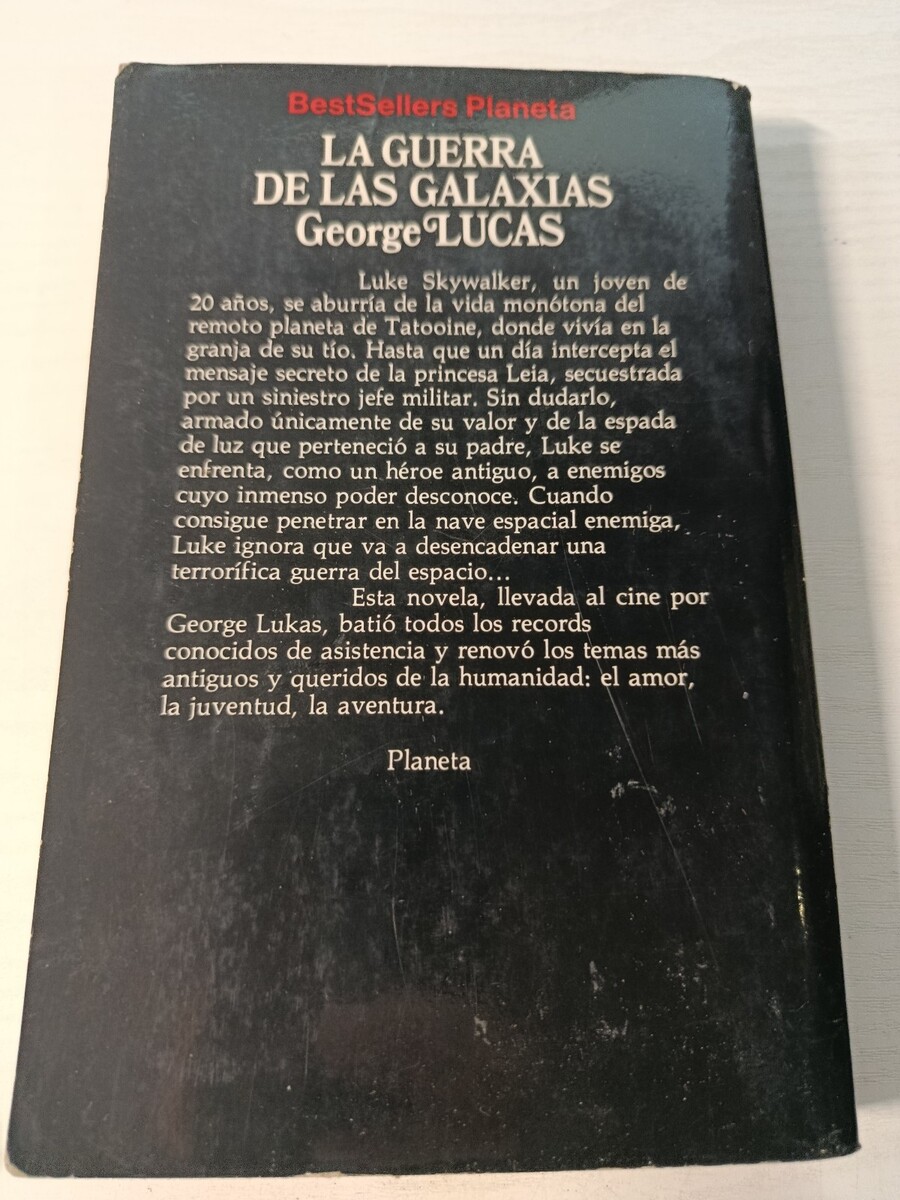 BestSellers Planeta
LA GUERRA
DE LAS GALAXIAS
George LUCAS
Luke Skywalker, un joven de
20 años, se aburría de la vida monótona del
remoto planeta de Tatooine, donde vivía en la
granja de su tío. Hasta que un día intercepta el
mensaje secreto de la princesa Leia, secuestrada
por un siniestro jefe militar. Sin dudarlo,
armado únicamente de su valor y de la espada
de luz que perteneció a su padre, Luke se
enfrenta, como un héroe antiguo, a enemigos
cuyo inmenso poder desconoce. Cuando
consigue penetrar en la nave espacial enemiga,
Luke ignora que va a desencadenar una
terrorífica guerra del espacio...
Esta novela, llevada al cine por
George Lukas, batió todos los records
conocidos de asistencia y renovó los temas más
antiguos y queridos de la humanidad: el amor,
la juventud, la aventura.
Planeta